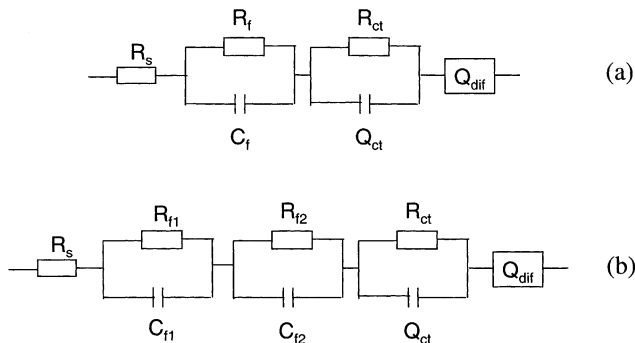 R_f R_ct
R_s
Q_dif (a)
C_f Q_ct
R_f1 R_f2 R_ct
R_s
Q_dif (b)
C_f1 C_f2 Q_ct